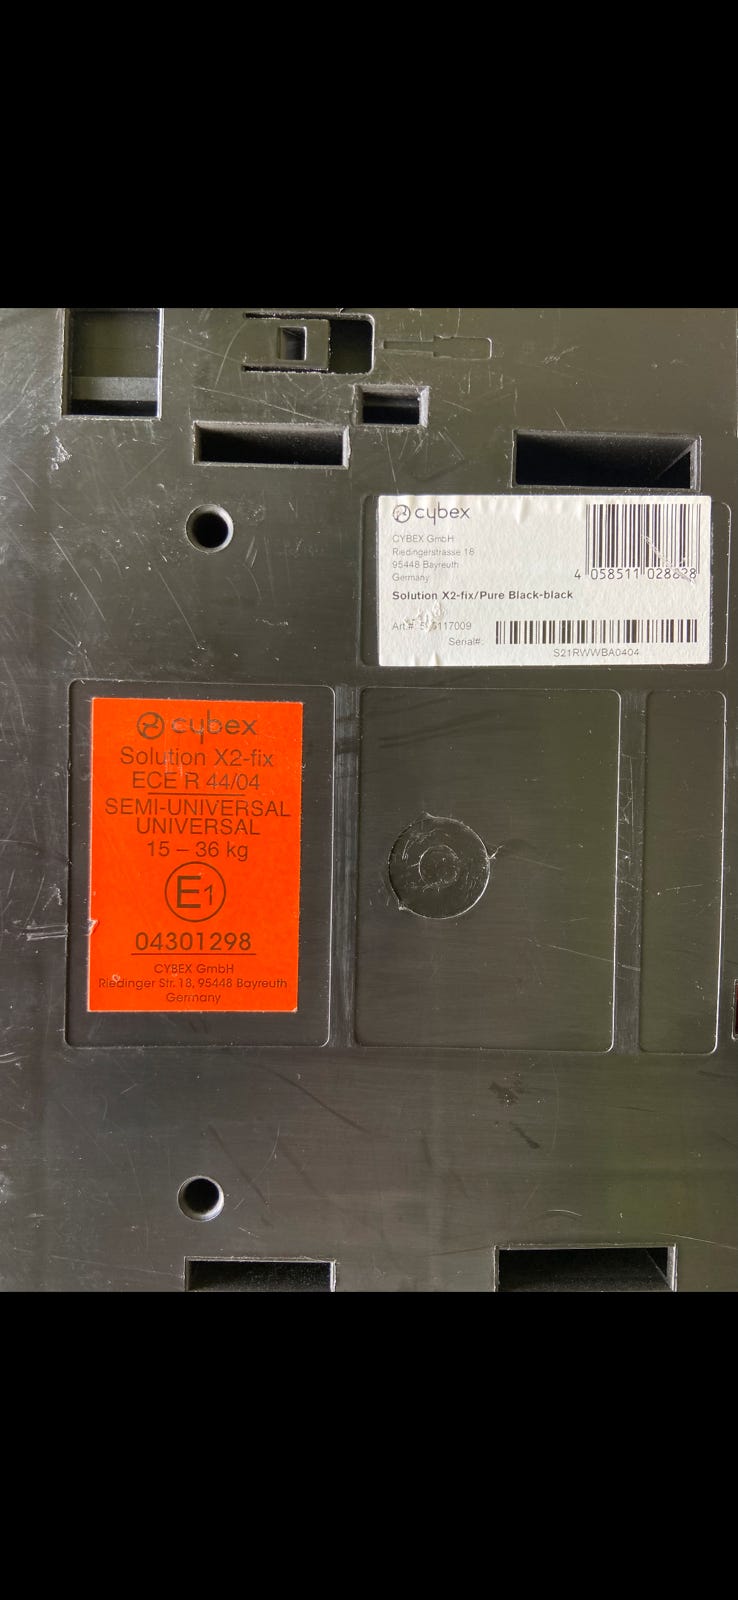 cybex
CYBEX GmbH
Riedingerstrasse 18
95448 Bayreuth
Germany
4 058511 028828
Solution X2-fix/Pure Black-black
Art.#:
Serial#:
S21RWWBA0404
cybex
Solution X2-fix
ECE R 44/04
SEMI-UNIVERSAL
UNIVERSAL
15 – 36 kg
E1
04301298
CYBEX GmbH
Riedinger Str. 18, 95448 Bayreuth
Germany